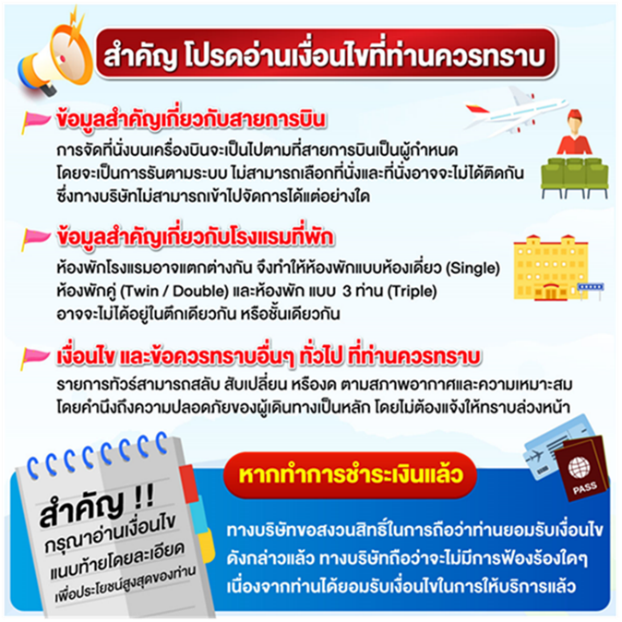 สำคัญ โปรดอ่านเงื่อนไขที่ท่านควรทราบ
ข้อมูลสำคัญเกี่ยวกับสายการบิน
การจัดที่นั่งบนเครื่องบินจะเป็นไปตามที่สายการบินเป็นผู้กำหนด
โดยจะเป็นการรันตามระบบ ไม่สามารถเลือกที่นั่งและที่นั่งอาจจะไม่ได้ติดกัน
ซึ่งทางบริษัทไม่สามารถเข้าไปจัดการได้แต่อย่างใด
ข้อมูลสำคัญเกี่ยวกับโรงแรมที่พัก
ห้องพักโรงแรมอาจแตกต่างกัน จึงทำให้ห้องพักแบบห้องเดี่ยว (Single)
ห้องพักคู่ (Twin / Double) และห้องพัก แบบ 3 ท่าน (Triple)
อาจจะไม่ได้อยู่ในตึกเดียวกัน หรือชั้นเดียวกัน
เงื่อนไข และข้อควรทราบอื่นๆ ทั่วไป ที่ท่านควรทราบ
รายการทัวร์สามารถสลับ สับเปลี่ยน หรืองด ตามสภาพอากาศและความเหมาะสม
โดยคำนึงถึงความปลอดภัยของผู้เดินทางเป็นหลัก โดยไม่ต้องแจ้งให้ทราบล่วงหน้า
สำคัญ !!
กรุณาอ่านเงื่อนไข
แนบท้ายโดยละเอียด
เพื่อประโยชน์สูงสุดของท่าน
หากทำการชำระเงินแล้ว
PASS
ทางบริษัทขอสงวนสิทธิ์ในการถือว่าท่านยอมรับเงื่อนไข
ดังกล่าวแล้ว ทางบริษัทถือว่าจะไม่มีการฟ้องร้องใดๆ
เนื่องจากท่านได้ยอมรับเงื่อนไขในการให้บริการแล้ว